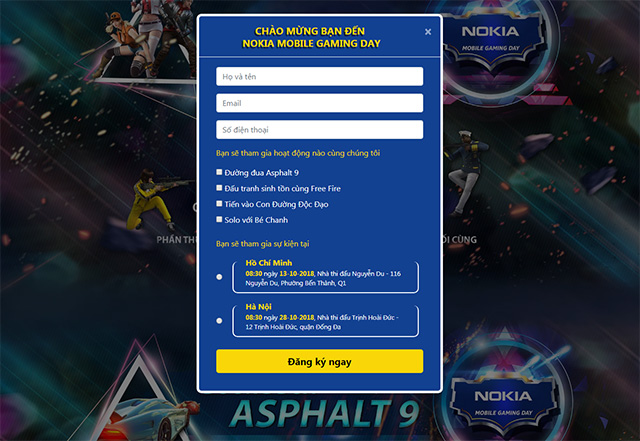 CHÀO MỪNG BẠN ĐẾN
NOKIA MOBILE GAMING DAY
×
NOKIA
MOBILE GAMING DAY
Họ và tên
Email
Số điện thoại
Bạn sẽ tham gia hoạt động nào cùng chúng tôi
Đường đua Asphalt 9
Đấu tranh sinh tồn cùng Free Fire
Tiến vào Con Đường Độc Đạo
Solo với Bé Chanh
PHẦN TH
CÙNG
Bạn sẽ tham gia sự kiện tại
Hồ Chí Minh
08:30 ngày 13-10-2018, Nhà thi đấu Nguyễn Du - 116
Nguyễn Du, Phường Bến Thành, Q1
Hà Nội
08:30 ngày 28-10-2018, Nhà thi đấu Trịnh Hoài Đức -
12 Trịnh Hoài Đức, quận Đống Đa
Đăng ký ngay
NOKIA
MOBILE GAMING DAY
ASPHALT 9